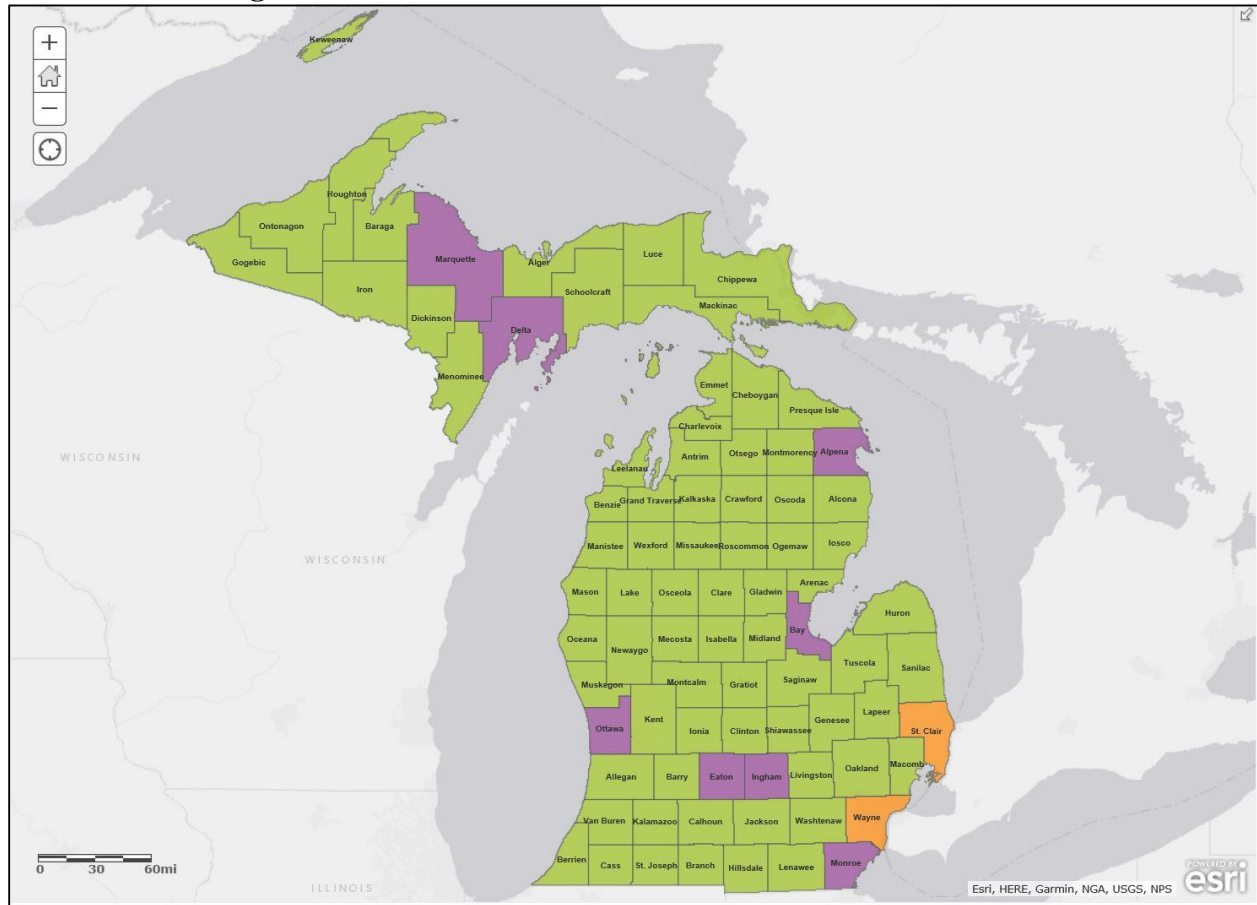 g
+
−
Keweenaw
Houghton
Ontonagon
Baraga
Gogebic
Marquette
Iron
Alger
Luce
Chippewa
Schoolcraft
Mackinac
Dickinson
Delta
Menominee
Emmet
Cheboygan
Presque Isle
Charlevoix
Antrim
Otsego
Montmorency
Alpena
WISCONSIN
Leelanau
Benzie
Grand Traverse
Kalkaska
Crawford
Oscoda
Alcona
Manistee
Wexford
Missaukee
Roscommon
Ogemaw
Iosco
WISCONSIN
Mason
Lake
Osceola
Clare
Gladwin
Arenac
Huron
Oceana
Newaygo
Mecosta
Isabella
Midland
Bay
Tuscola
Sanilac
Muskegon
Montcalm
Gratiot
Saginaw
Ottawa
Kent
Ionia
Clinton
Shiawassee
Genesee
Lapeer
St. Clair
Allegan
Barry
Eaton
Ingham
Livingston
Oakland
Macomb
Van Buren
Kalamazoo
Calhoun
Jackson
Washtenaw
Wayne
Berrien
Cass
St. Joseph
Branch
Hillsdale
Lenawee
Monroe
0 30 60mi
ILLINOIS
Esri, HERE, Garmin, NGA, USGS, NPS
POWERED BY
esri